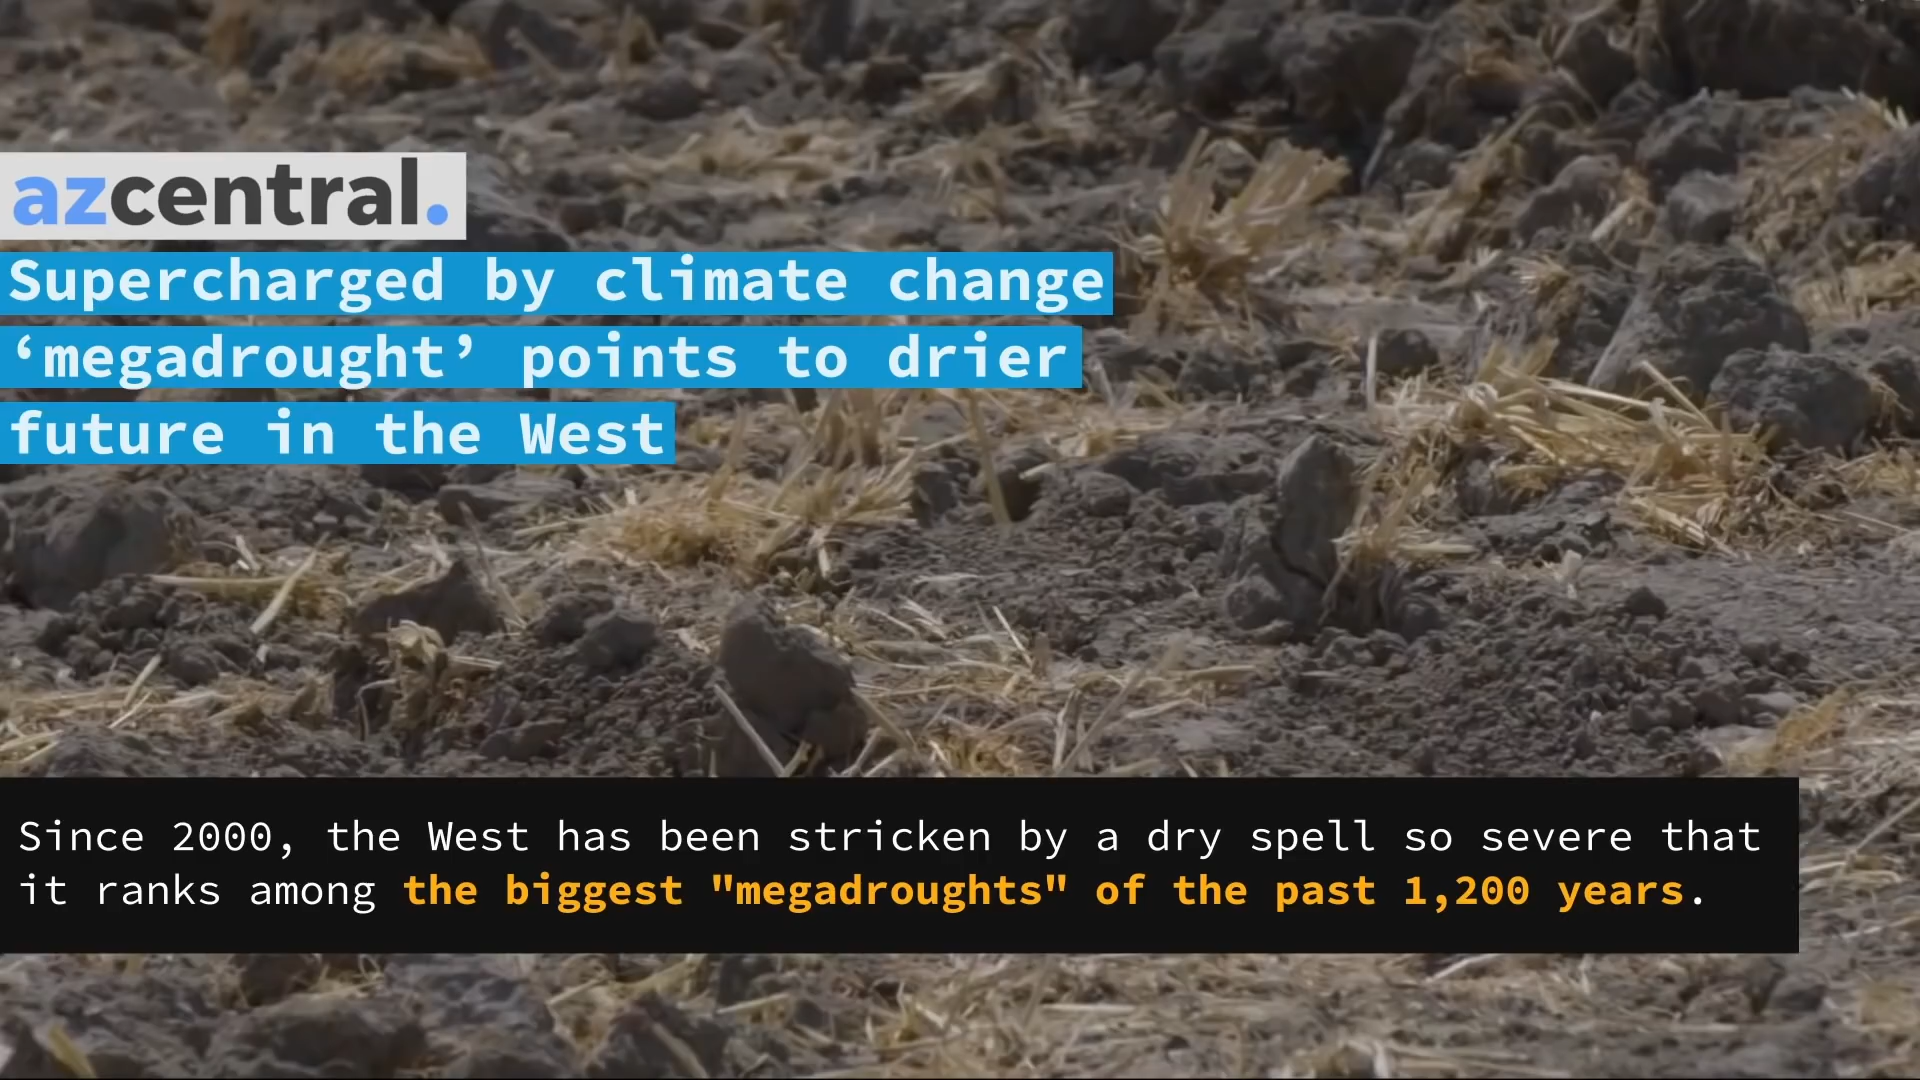 azcentral.
Supercharged by climate change
‘megadrought’ points to drier
future in the West
Since 2000, the West has been stricken by a dry spell so severe that
it ranks among the biggest "megadroughts" of the past 1,200 years.